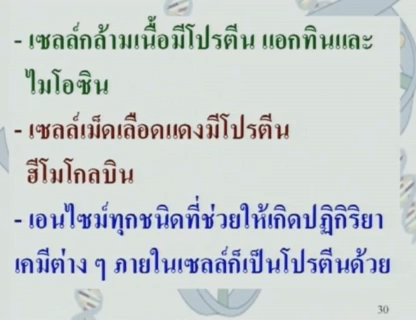 - เซลล์กล้ามเนื้อมีโปรตีน แอกทินและ
ไมโอซิน
- เซลล์เม็ดเลือดแดงมีโปรตีน
ฮีโมโกลบิน
- เอนไซม์ทุกชนิดที่ช่วยให้เกิดปฏิกิริยา
เคมีต่าง ๆ ภายในเซลล์ก็เป็นโปรตีนด้วย
30